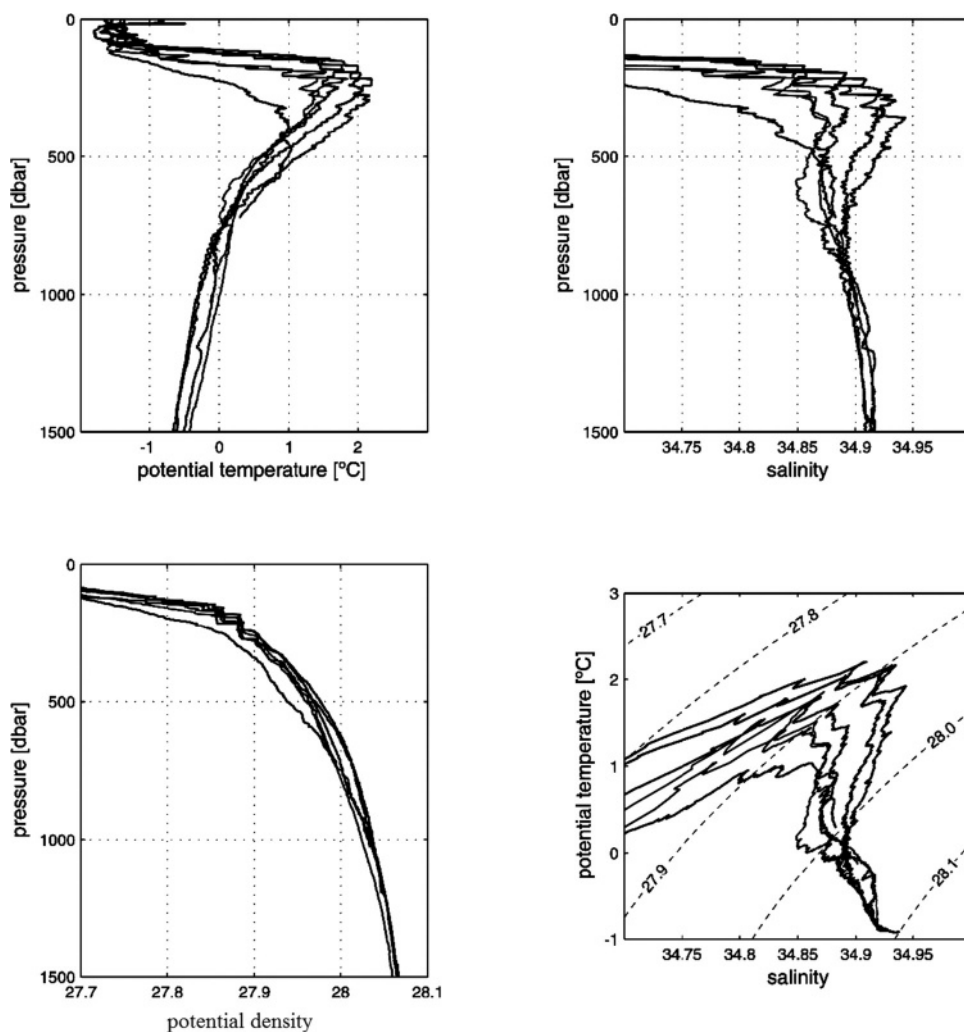 0
500
1000
1500
pressure [dbar]
-1 0 1 2
potential temperature [ºC]
0
500
1000
1500
pressure [dbar]
34.75 34.8 34.85 34.9 34.95
salinity
0
500
1000
1500
pressure [dbar]
27.7 27.8 27.9 28 28.1
potential density
3
2
1
0
-1
potential temperature [ºC]
27.7
27.8
28.0
27.9
28.1
34.75 34.8 34.85 34.9 34.95
salinity